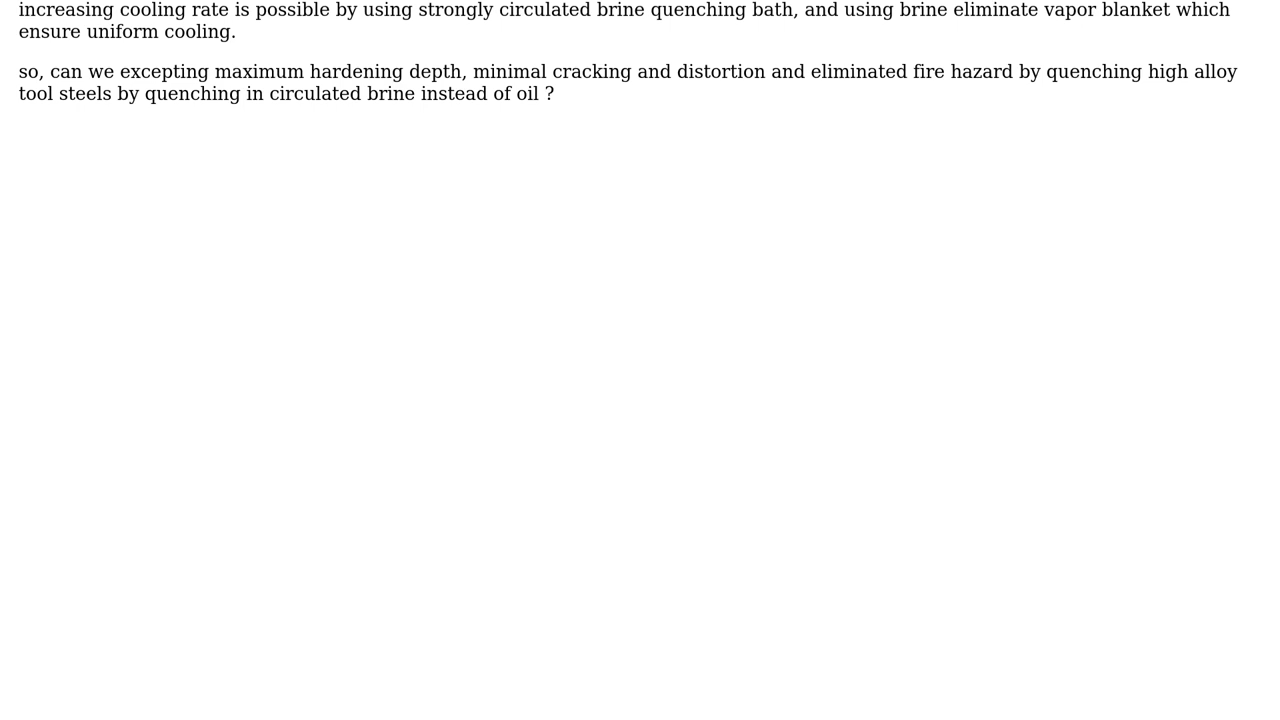 increasing cooling rate is possible by using strongly circulated brine quenching bath, and using brine eliminate vapor blanket which
ensure uniform cooling.
so, can we excepting maximum hardening depth, minimal cracking and distortion and eliminated fire hazard by quenching high alloy
tool steels by quenching in circulated brine instead of oil ?